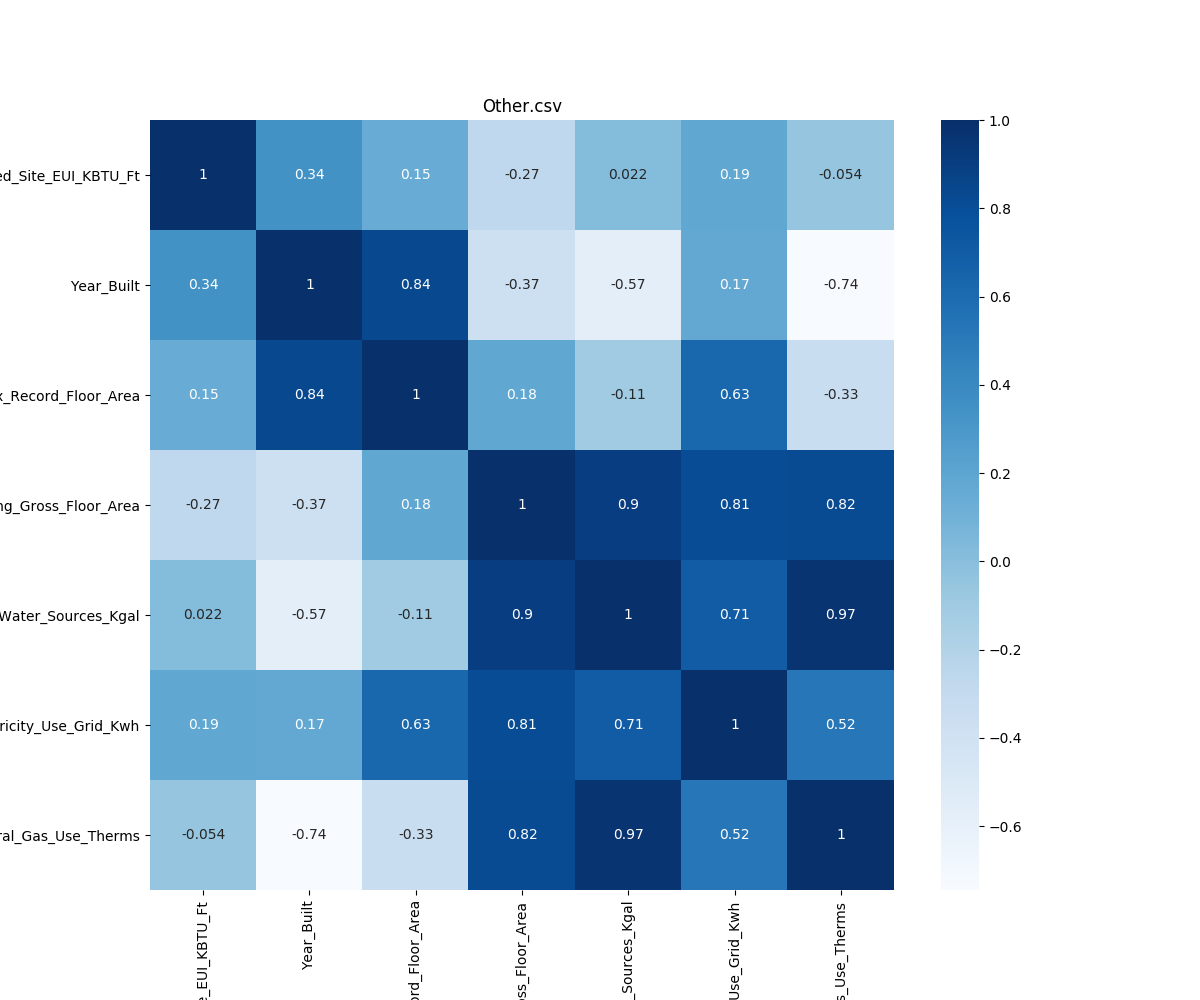 Other.csv
ed_Site_EUI_KBTU_Ft 1 0.34 0.15 -0.27 0.022 0.19 -0.054
Year_Built 0.34 1 0.84 -0.37 -0.57 0.17 -0.74
x_Record_Floor_Area 0.15 0.84 1 0.18 -0.11 0.63 -0.33
ng_Gross_Floor_Area -0.27 -0.37 0.18 1 0.9 0.81 0.82
Water_Sources_Kgal 0.022 -0.57 -0.11 0.9 1 0.71 0.97
ricity_Use_Grid_Kwh 0.19 0.17 0.63 0.81 0.71 1 0.52
ral_Gas_Use_Therms -0.054 -0.74 -0.33 0.82 0.97 0.52 1
e_EUI_KBTU_Ft
Year_Built
ord_Floor_Area
oss_Floor_Area
_Sources_Kgal
Use_Grid_Kwh
s_Use_Therms
1.0
0.8
0.6
0.4
0.2
0.0
−0.2
−0.4
−0.6